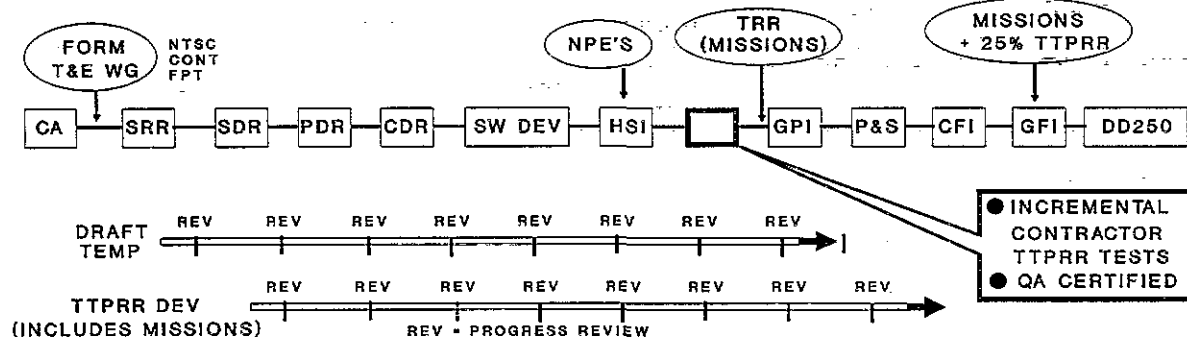 FORM
T&E WG
NTSC
CONT
FPT
NPE'S
TRR
(MISSIONS)
MISSIONS
+ 25% TTPRR
CA SRR SDR PDR CDR SW DEV HSI GPI P&S CFI GFI DD250
● INCREMENTAL
CONTRACTOR
TTPRR TESTS
● QA CERTIFIED
REV REV REV REV REV REV REV REV
DRAFT
TEMP
REV REV REV REV REV REV REV REV
TTPRR DEV
(INCLUDES MISSIONS)
REV = PROGRESS REVIEW